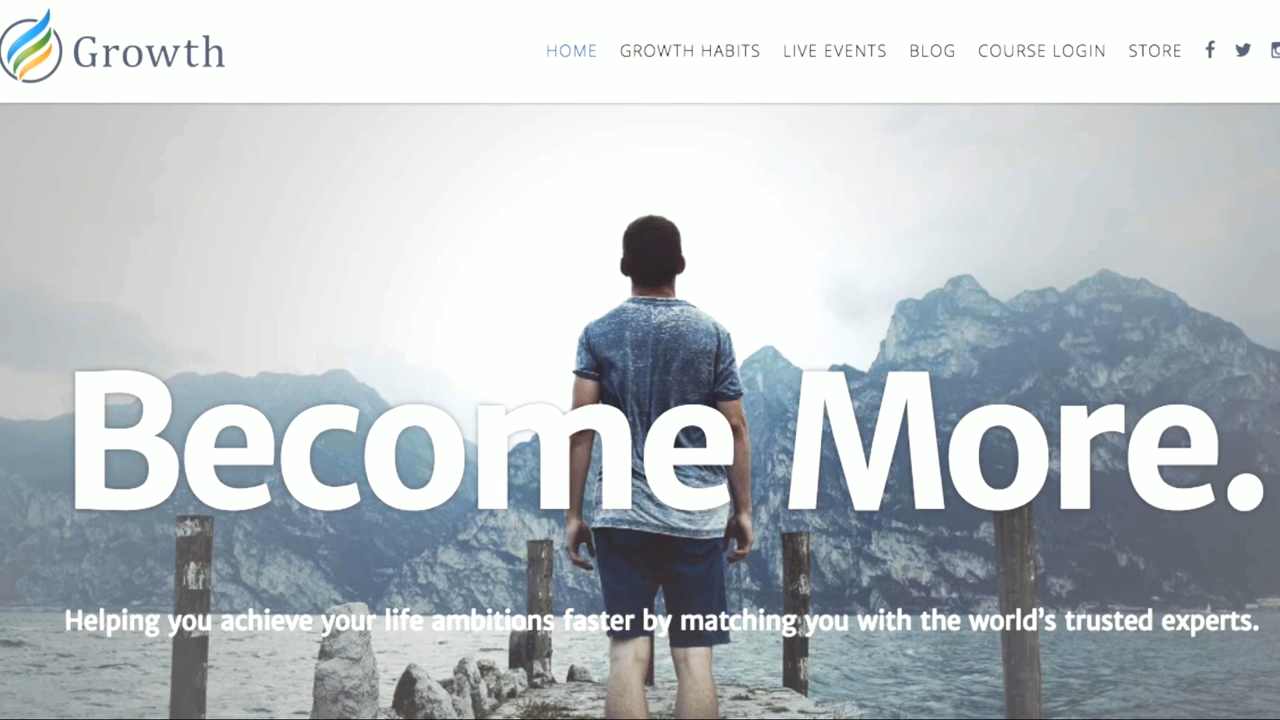 Growth
HOME GROWTH HABITS LIVE EVENTS BLOG COURSE LOGIN STORE
Become More.
Helping you achieve your life ambitions faster by matching you with the world’s trusted experts.